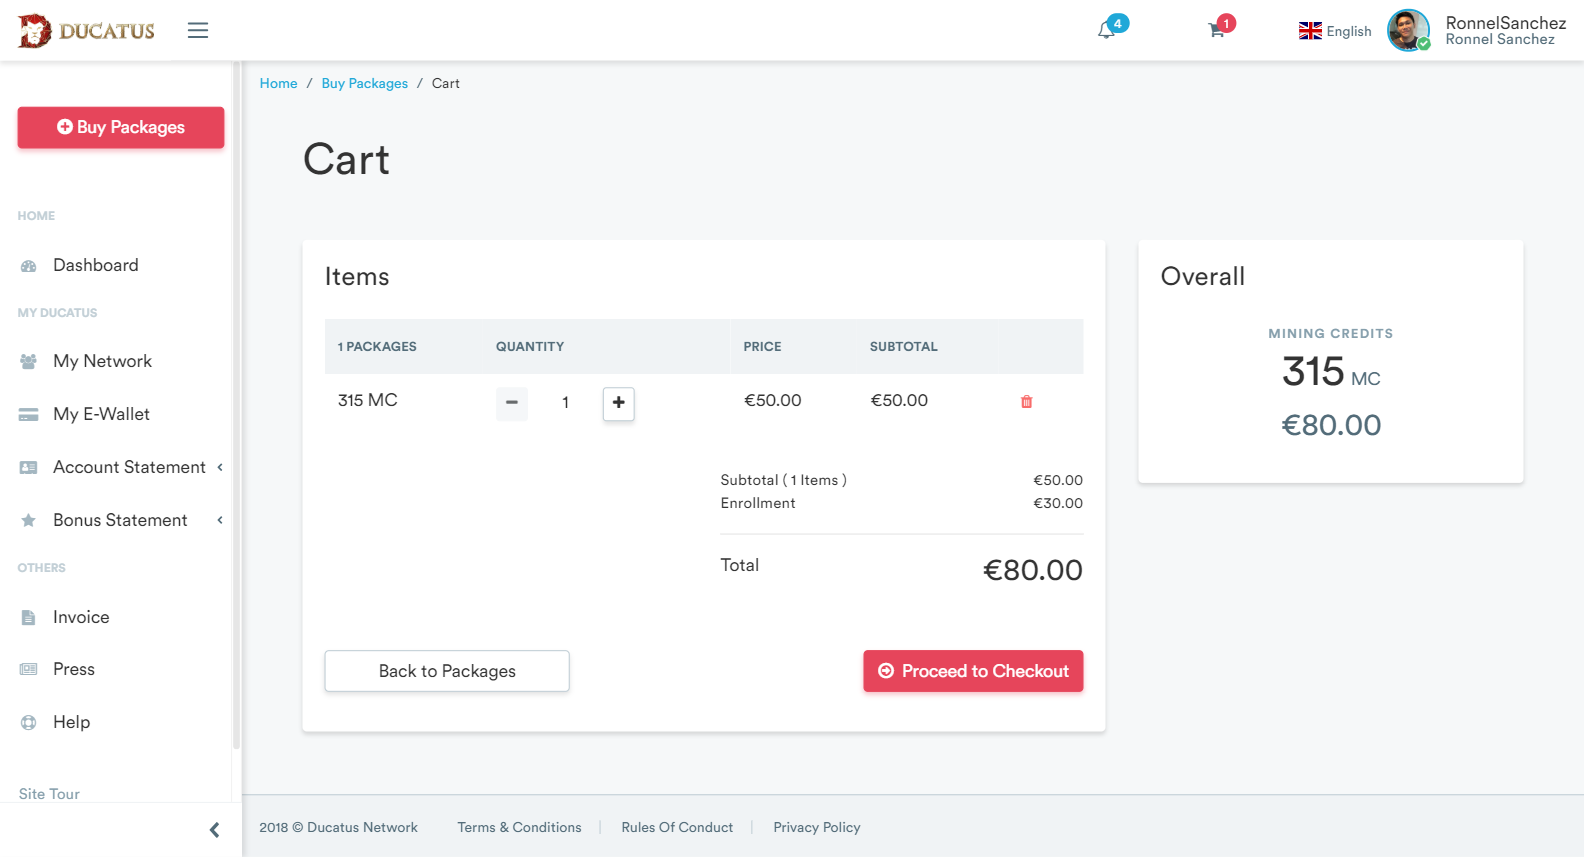 DUCATUS
4
1
English
RonnelSanchez
Ronnel Sanchez
Home / Buy Packages / Cart
Buy Packages
Cart
HOME
Dashboard
MY DUCATUS
My Network
My E-Wallet
Account Statement
Bonus Statement
OTHERS
Invoice
Press
Help
Site Tour
Items
1 PACKAGES QUANTITY PRICE SUBTOTAL
315 MC 1 €50.00 €50.00
Subtotal ( 1 Items ) €50.00
Enrollment €30.00
Total €80.00
Back to Packages
Proceed to Checkout
Overall
MINING CREDITS
315 MC
€80.00
2018 © Ducatus Network Terms & Conditions Rules Of Conduct Privacy Policy